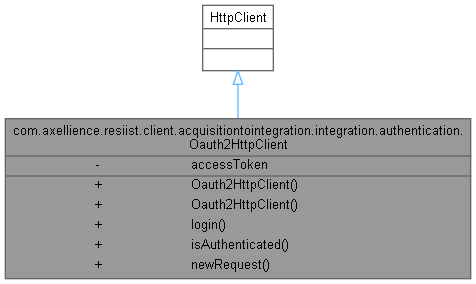 HttpClient
com.axellience.resiist.client.acquisitiontointegration.integration.authentication.
Oauth2HttpClient
- accessToken
+ Oauth2HttpClient()
+ Oauth2HttpClient()
+ login()
+ isAuthenticated()
+ newRequest()